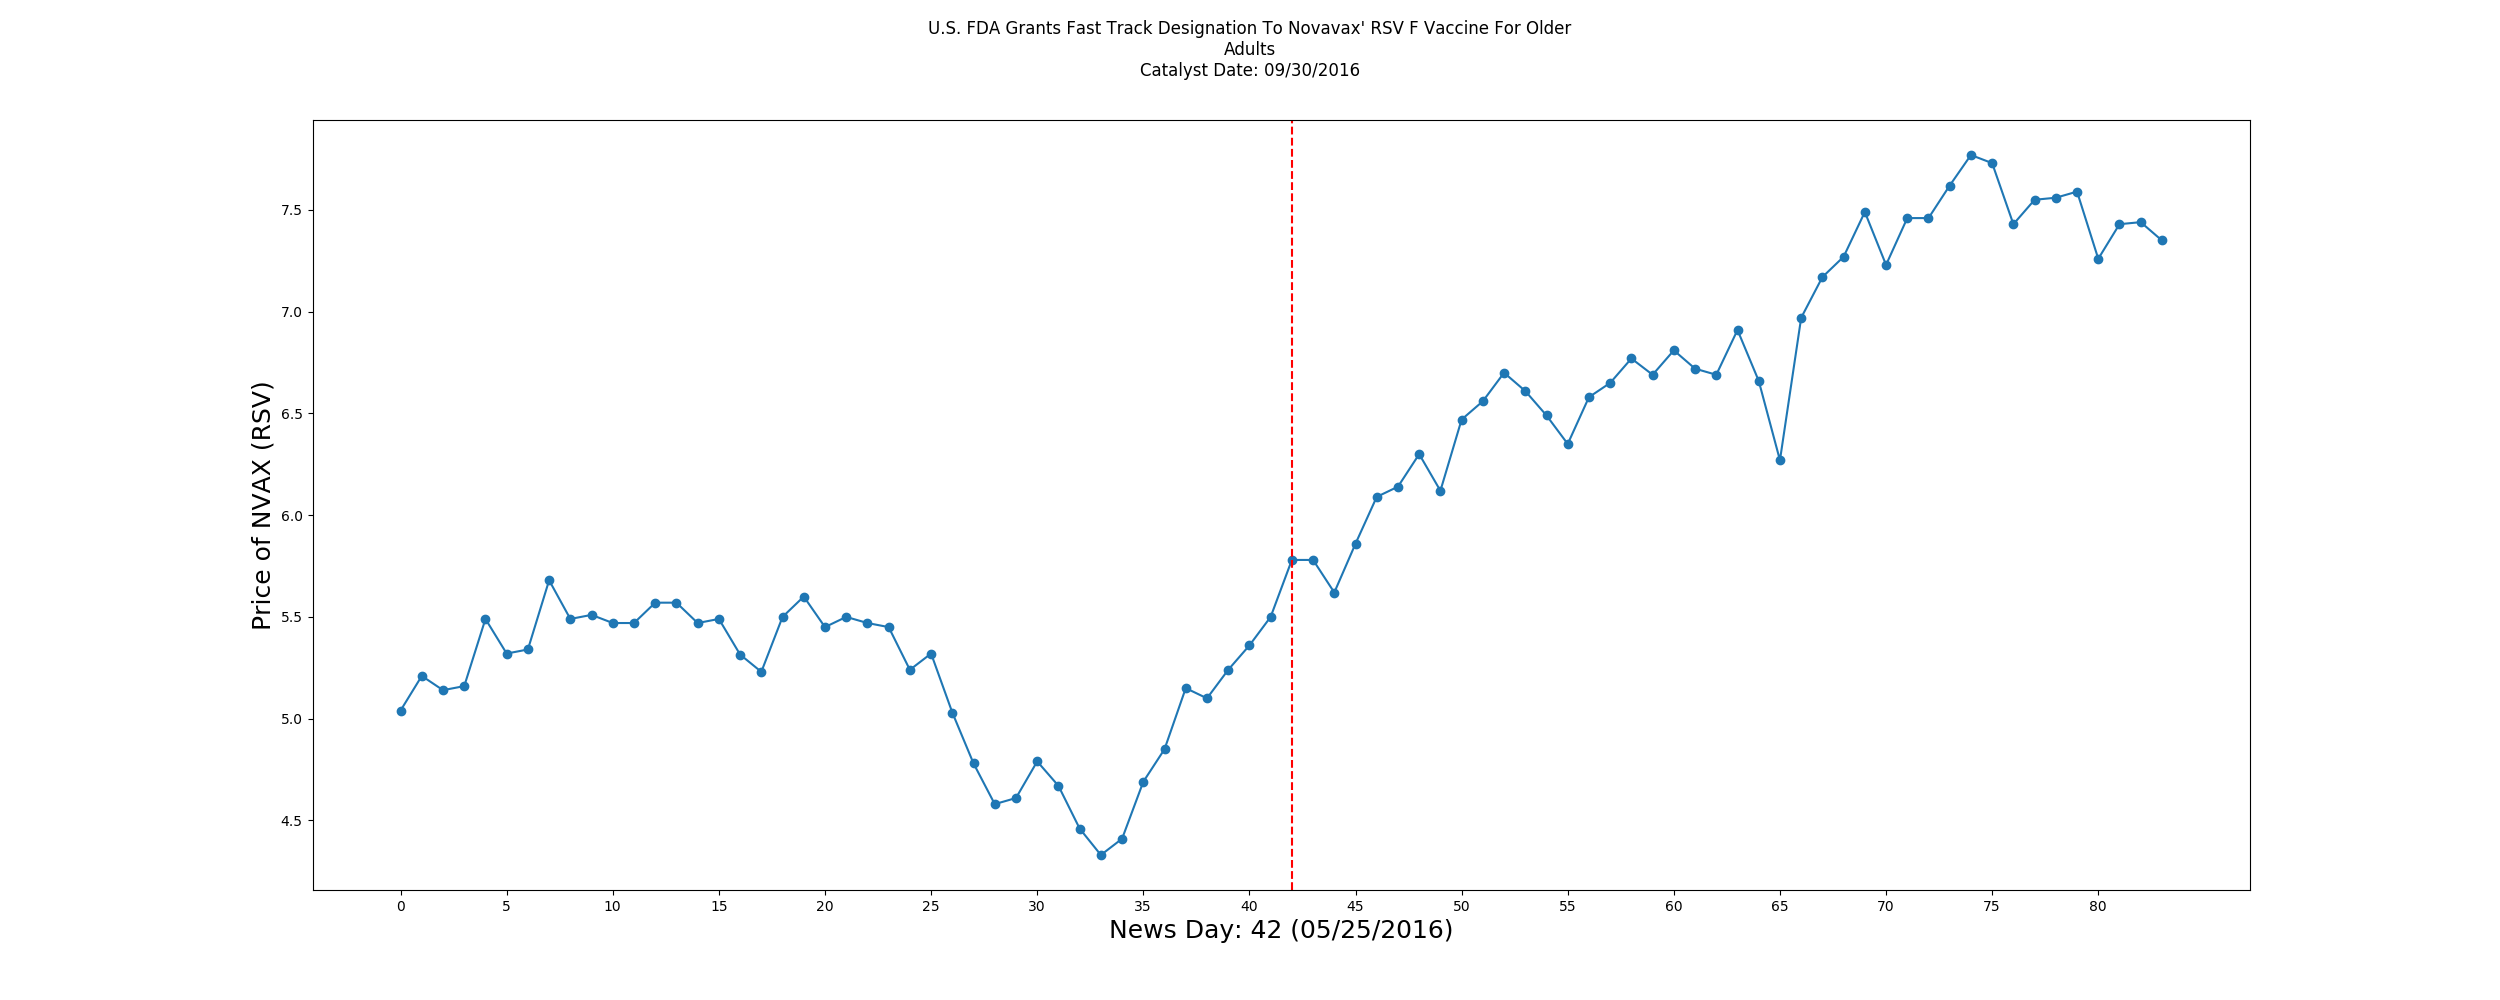 U.S. FDA Grants Fast Track Designation To Novavax' RSV F Vaccine For Older
Adults
Catalyst Date: 09/30/2016
Price of NVAX (RSV)
7.5
7.0
6.5
6.0
5.5
5.0
4.5
0 5 10 15 20 25 30 35 40 45 50 55 60 65 70 75 80
News Day: 42 (05/25/2016)